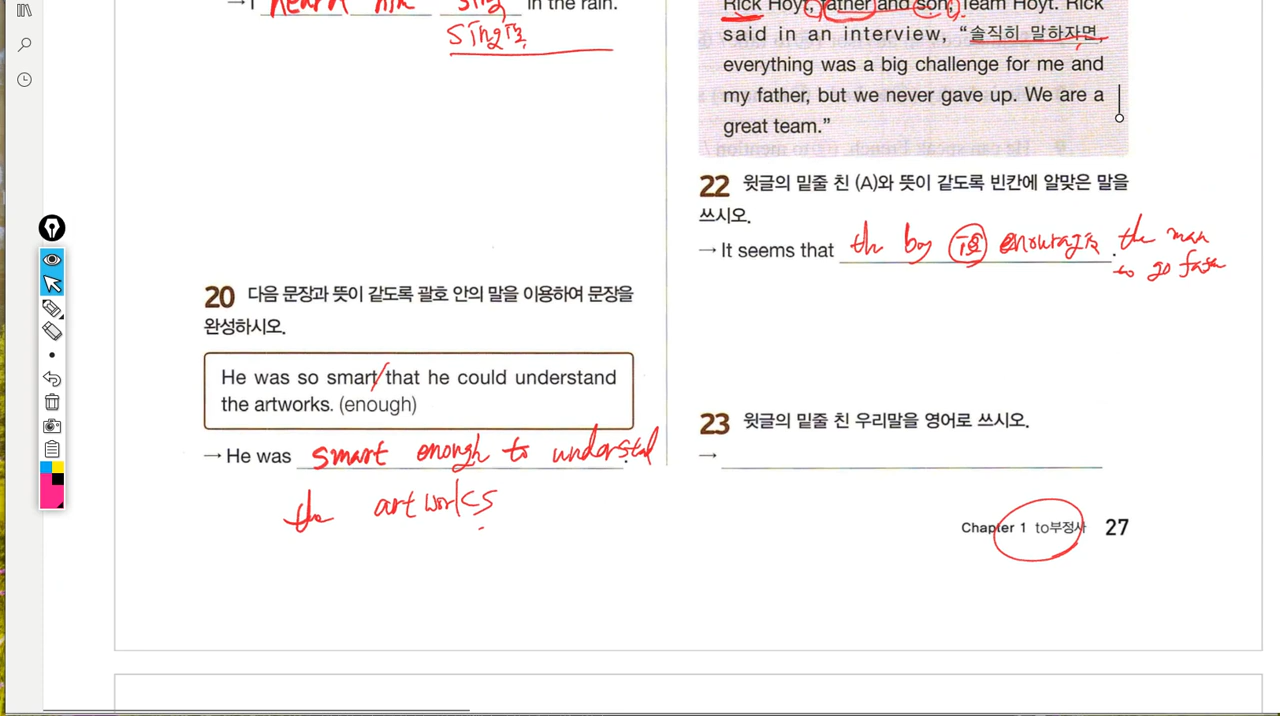 → I heard him sing in the rain.
sing
20 다음 문장과 뜻이 같도록 괄호 안의 말을 이용하여 문장을
완성하시오.
He was so smart that he could understand
the artworks. (enough)
→ He was smart enough to understand
the artworks
Rick Hoyt, father and son, Team Hoyt. Rick
said in an interview, “솔직히 말하자면,
everything was a big challenge for me and
my father, but we never gave up. We are a
great team.”
22 윗글의 밑줄 친 (A)와 뜻이 같도록 빈칸에 알맞은 말을
쓰시오.
→ It seems that the boy encourages . the man
to go faster
23 윗글의 밑줄 친 우리말을 영어로 쓰시오.
→
Chapter 1 to부정사 27